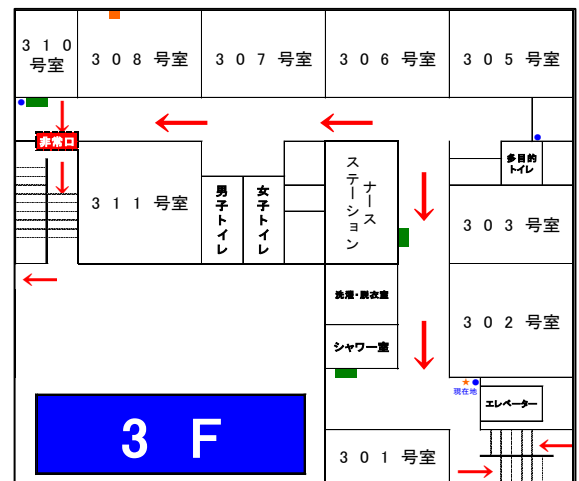 310
号室
308 号室
307 号室
306 号室
305 号室
非常口
311 号室
男子トイレ
女子トイレ
ナース
ステーション
多目的
トイレ
303 号室
洗濯・脱衣室
シャワー室
302 号室
現在地
エレベーター
3 F
301 号室